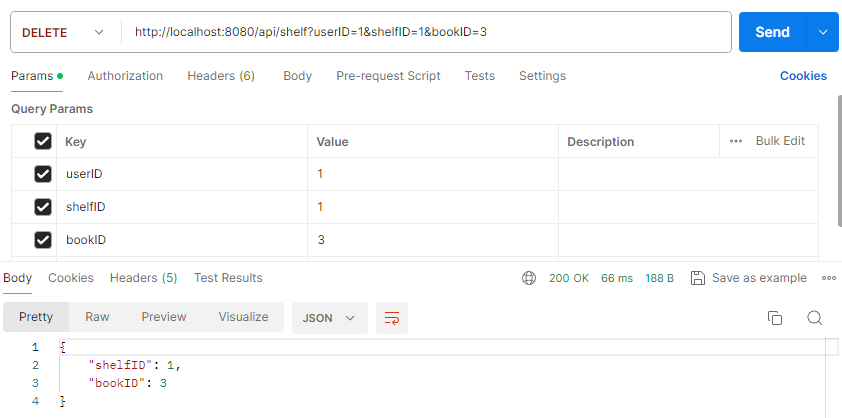 DELETE http://localhost:8080/api/shelf?userID=1&shelfID=1&bookID=3 Send
Params Authorization Headers (6) Body Pre-request Script Tests Settings Cookies
Query Params
Key Value Description ••• Bulk Edit
userID 1
shelfID 1
bookID 3
Body Cookies Headers (5) Test Results 200 OK 66 ms 188 B Save as example
Pretty Raw Preview Visualize JSON
1 {
2 "shelfID": 1,
3 "bookID": 3
4 }